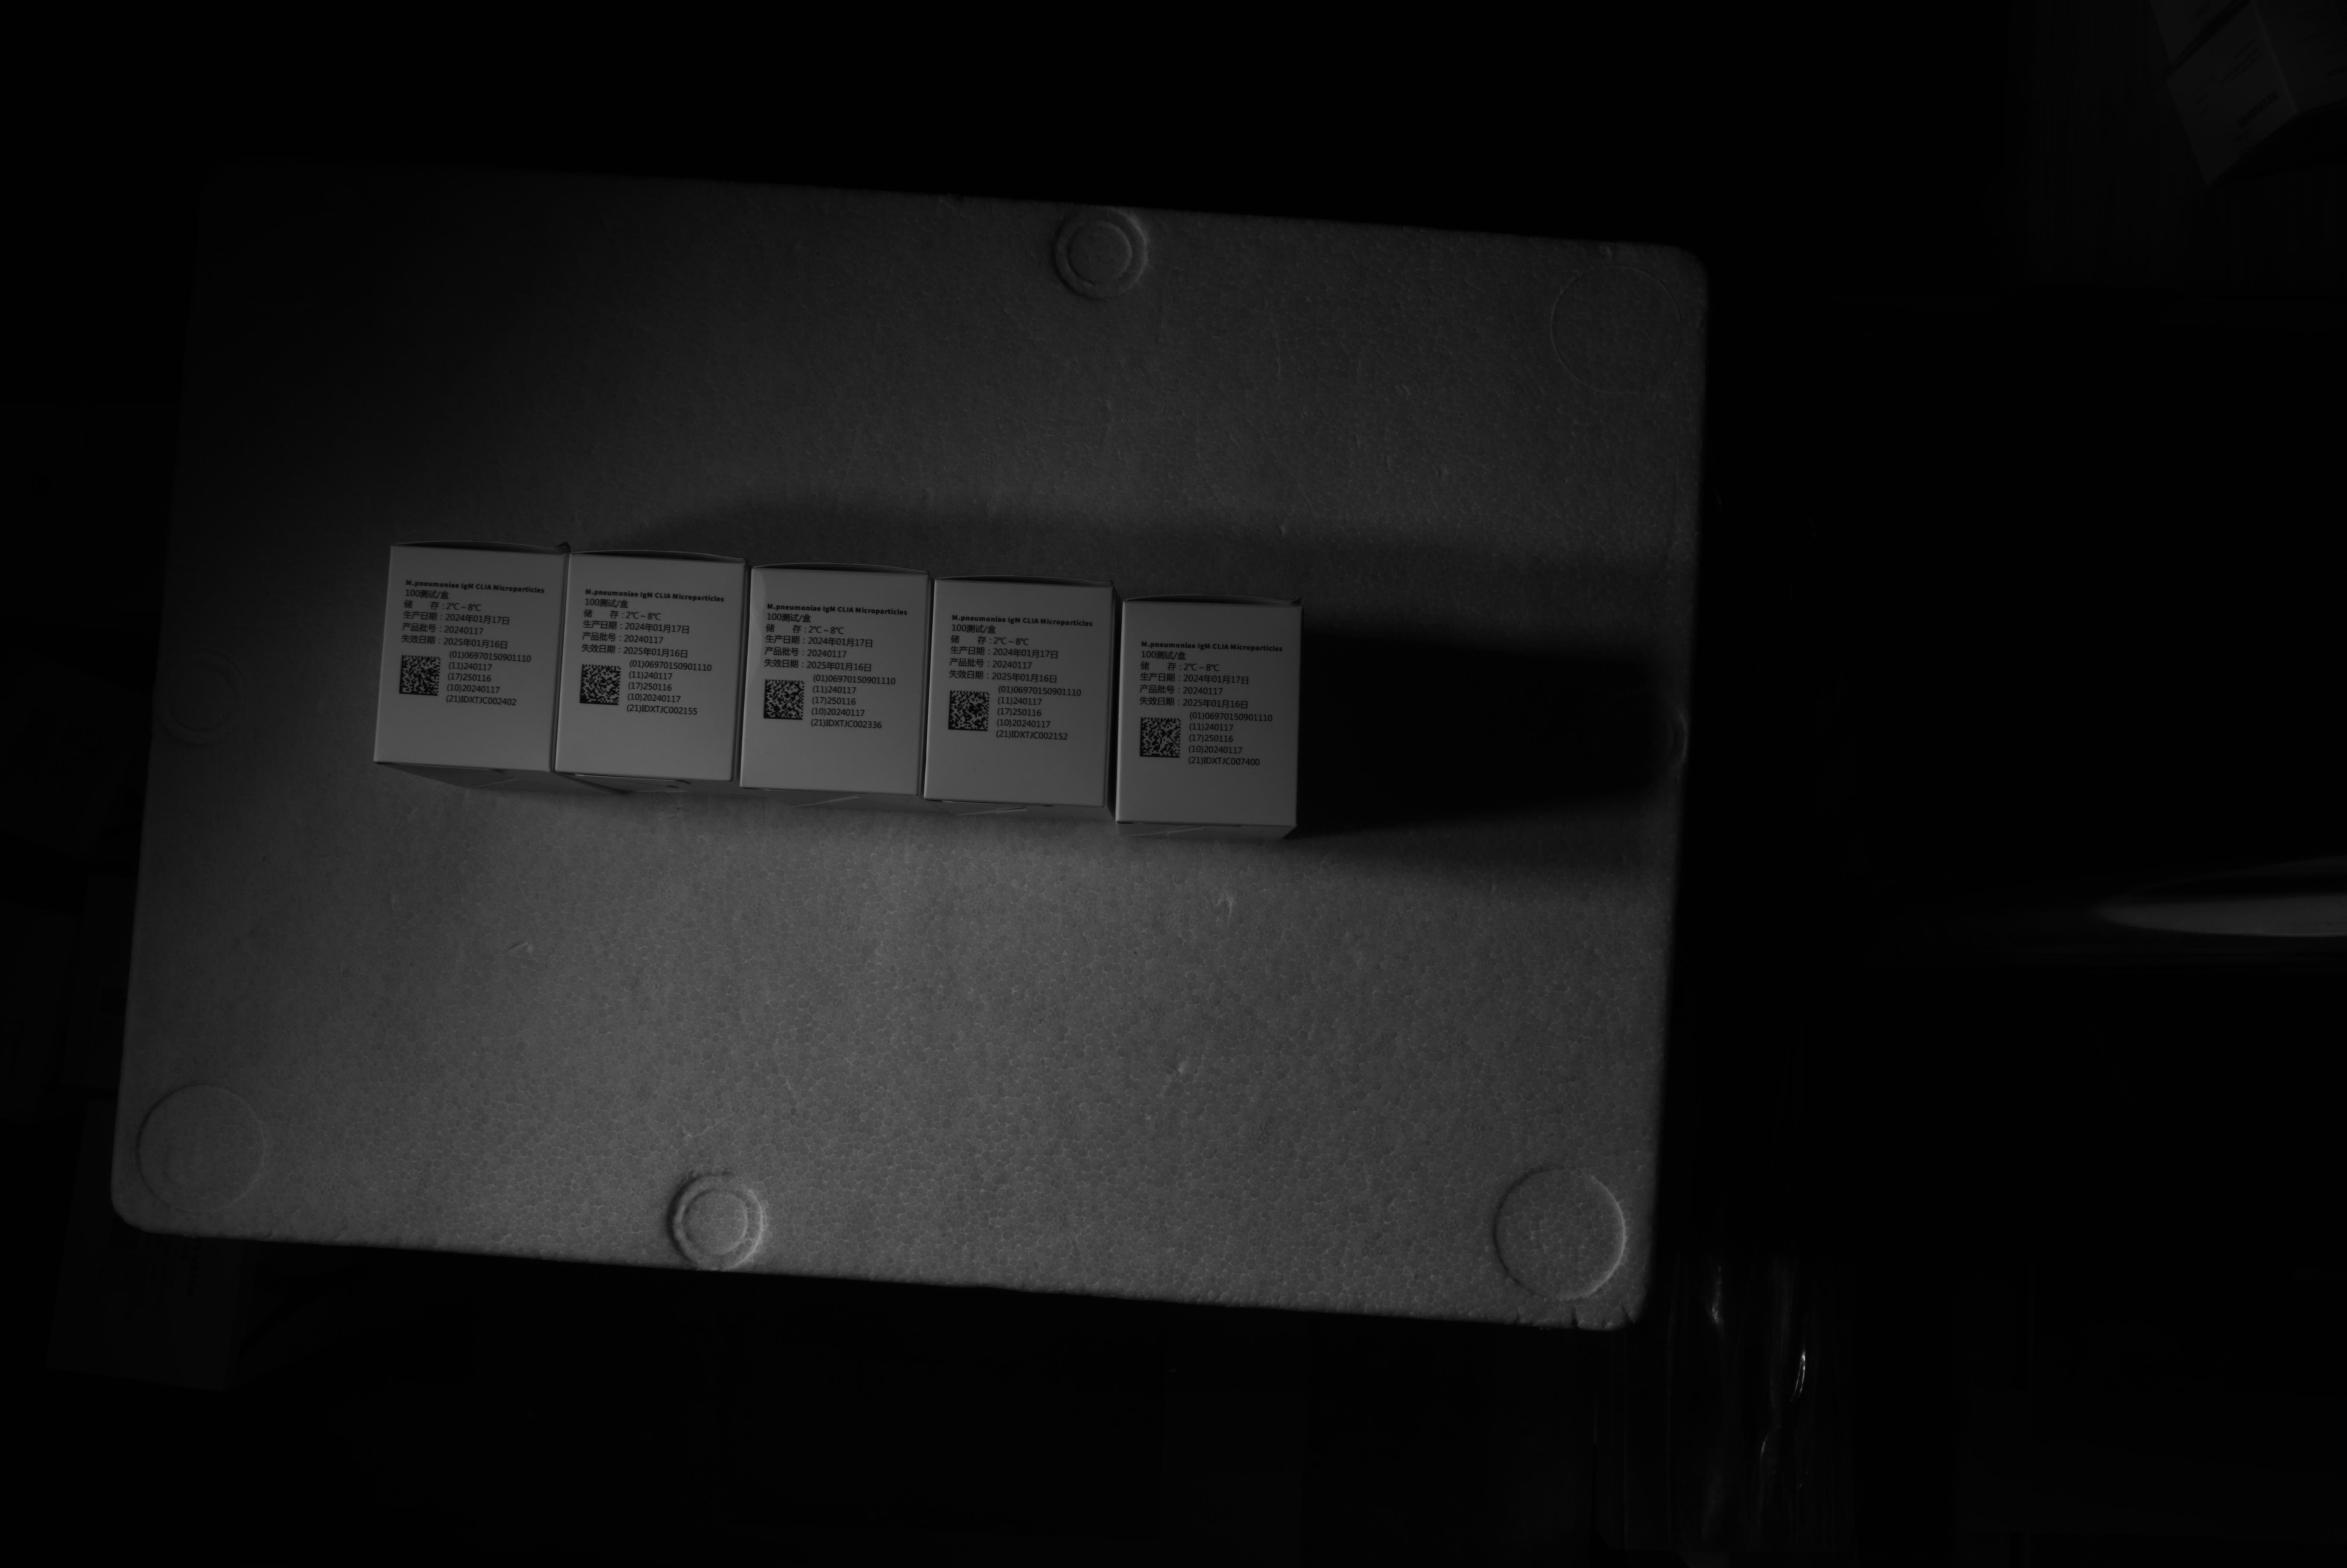 M.pneumoniae IgM CLIA Microparticles
100测试/盒
储 存：2℃～8℃
生产日期：2024年01月17日
产品批号：20240117
失效日期：2025年01月16日
(01)06970150901110
(11)240117
(17)250116
(10)20240117
(21)IDXTJC002402
M.pneumoniae IgM CLIA Microparticles
100测试/盒
储 存：2℃～8℃
生产日期：2024年01月17日
产品批号：20240117
失效日期：2025年01月16日
(01)06970150901110
(11)240117
(17)250116
(10)20240117
(21)IDXTJC002155
M.pneumoniae IgM CLIA Microparticles
100测试/盒
储 存：2℃～8℃
生产日期：2024年01月17日
产品批号：20240117
失效日期：2025年01月16日
(01)06970150901110
(11)240117
(17)250116
(10)20240117
(21)IDXTJC002336
M.pneumoniae IgM CLIA Microparticles
100测试/盒
储 存：2℃～8℃
生产日期：2024年01月17日
产品批号：20240117
失效日期：2025年01月16日
(01)06970150901110
(11)240117
(17)250116
(10)20240117
(21)IDXTJC002152
M.pneumoniae IgM CLIA Microparticles
100测试/盒
储 存：2℃～8℃
生产日期：2024年01月17日
产品批号：20240117
失效日期：2025年01月16日
(01)06970150901110
(11)240117
(17)250116
(10)20240117
(21)IDXTJC007400